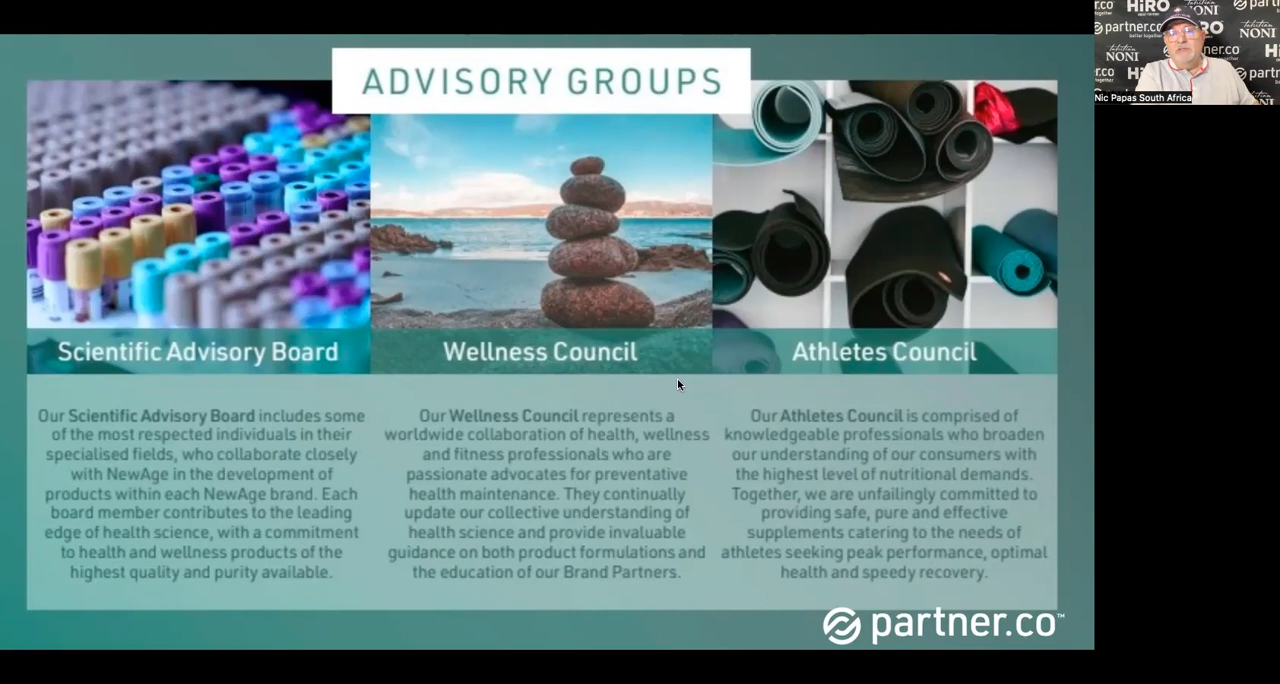 ADVISORY GROUPS
Scientific Advisory Board
Our Scientific Advisory Board includes some
of the most respected individuals in their
specialised fields, who collaborate closely
with NewAge in the development of
products within each NewAge brand. Each
board member contributes to the leading
edge of health science, with a commitment
to health and wellness products of the
highest quality and purity available.
Wellness Council
Our Wellness Council represents a
worldwide collaboration of health, wellness
and fitness professionals who are
passionate advocates for preventative
health maintenance. They continually
update our collective understanding of
health science and provide invaluable
guidance on both product formulations and
the education of our Brand Partners.
Athletes Council
Our Athletes Council is comprised of
knowledgeable professionals who broaden
our understanding of our consumers with
the highest level of nutritional demands.
Together, we are unfailingly committed to
providing safe, pure and effective
supplements catering to the needs of
athletes seeking peak performance, optimal
health and speedy recovery.
partner.co™
HiRO
TAHITIAN NONI
partner.co
Nic Papas South Africa